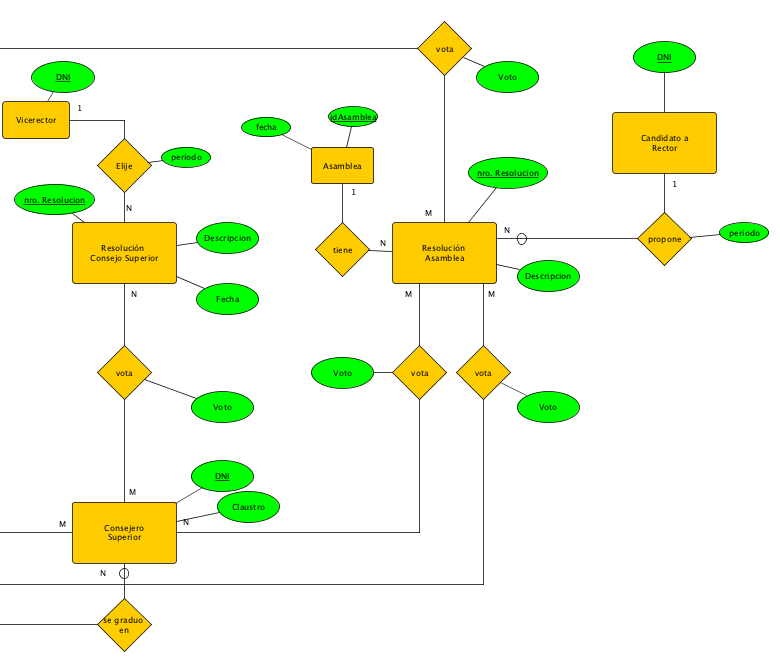 vota
Voto
DNI
DNI
Vicerector
1
fecha
idAsamblea
Candidato a
Rector
Elije
periodo
Asamblea
nro. Resolucion
1
1
nro. Resolucion
N
M
Descripcion
N
N
periodo
Resolución
Consejo Superior
tiene
Resolución
Asamblea
propone
Descripcion
Fecha
N
M
M
vota
Voto
vota
vota
Voto
Voto
DNI
M
Claustro
M
N
Consejero
Superior
N
se graduo
en